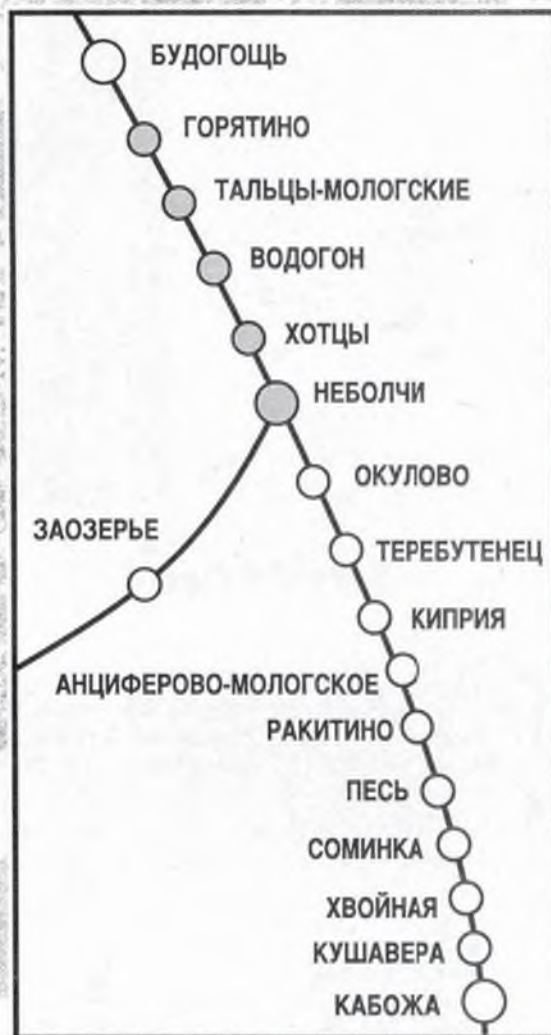 БУДОГОЩЬ
ГОРЯТИНО
ТАЛЬЦЫ-МОЛОГСКИЕ
ВОДОГОН
ХОТЦЫ
НЕБОЛЧИ
ОКУЛОВО
ЗАОЗЕРЬЕ
ТЕРЕБУТЕНЕЦ
КИПРИЯ
АНЦИФЕРОВО-МОЛОГСКОЕ
РАКИТИНО
ПЕСЬ
СОМИНКА
ХВОЙНАЯ
КУШАВЕРА
КАБОЖА